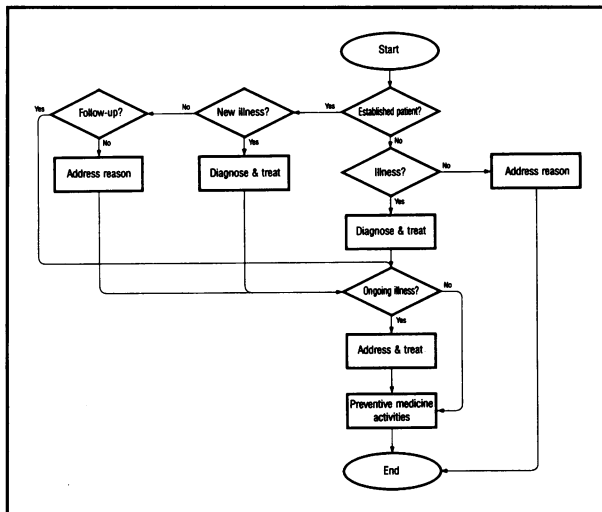 Start
Established patient?
Yes
No
New illness?
No
Yes
Follow-up?
Yes
No
Address reason
Diagnose & treat
Illness?
No
Yes
Address reason
Diagnose & treat
Ongoing illness?
No
Yes
Address & treat
Preventive medicine
activities
End